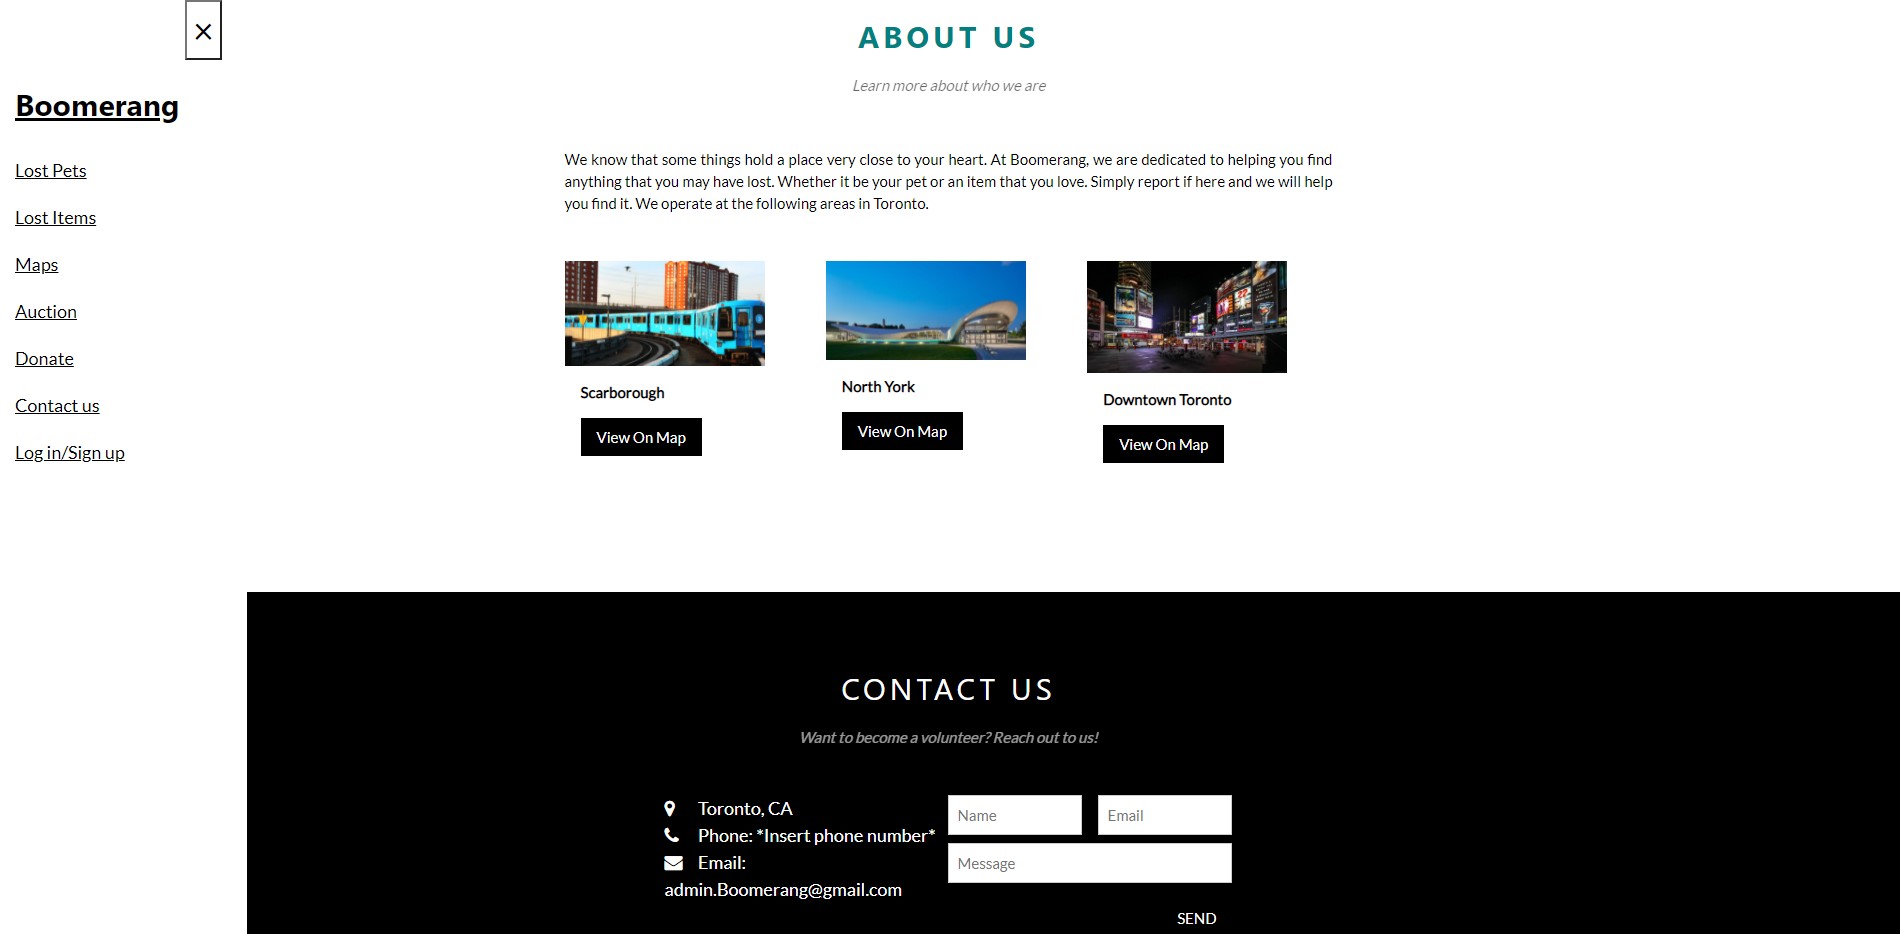 ×
Boomerang
Lost Pets
Lost Items
Maps
Auction
Donate
Contact us
Log in/Sign up
ABOUT US
Learn more about who we are
We know that some things hold a place very close to your heart. At Boomerang, we are dedicated to helping you find
anything that you may have lost. Whether it be your pet or an item that you love. Simply report if here and we will help
you find it. We operate at the following areas in Toronto.
Scarborough
View On Map
North York
View On Map
Downtown Toronto
View On Map
CONTACT US
Want to become a volunteer? Reach out to us!
Toronto, CA
Phone: *Insert phone number*
Email:
admin.Boomerang@gmail.com
Name
Email
Message
SEND